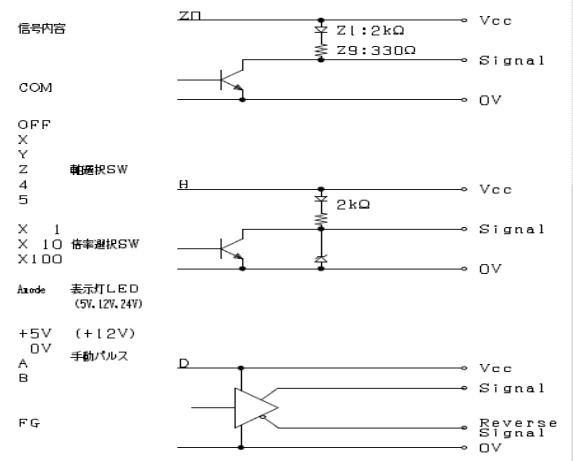 信号内容
COM
OFF
X
Y
Z 軸選択SW
4
5
X 1
X 10 倍率選択SW
X100
Anode 表示灯LED
(5V.12V.24V)
+5V (+12V)
0V
A 手動パルス
B
FG
Z□
Z1:2kΩ
Z9:330Ω
Vcc
Signal
0V
H
2kΩ
Vcc
Signal
0V
D
Vcc
Signal
Reverse
Signal
0V